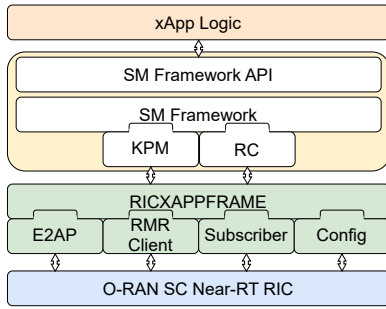 xApp Logic
SM Framework API
SM Framework
KPM RC
RICXAPPFRAME
E2AP RMR Client Subscriber Config
O-RAN SC Near-RT RIC